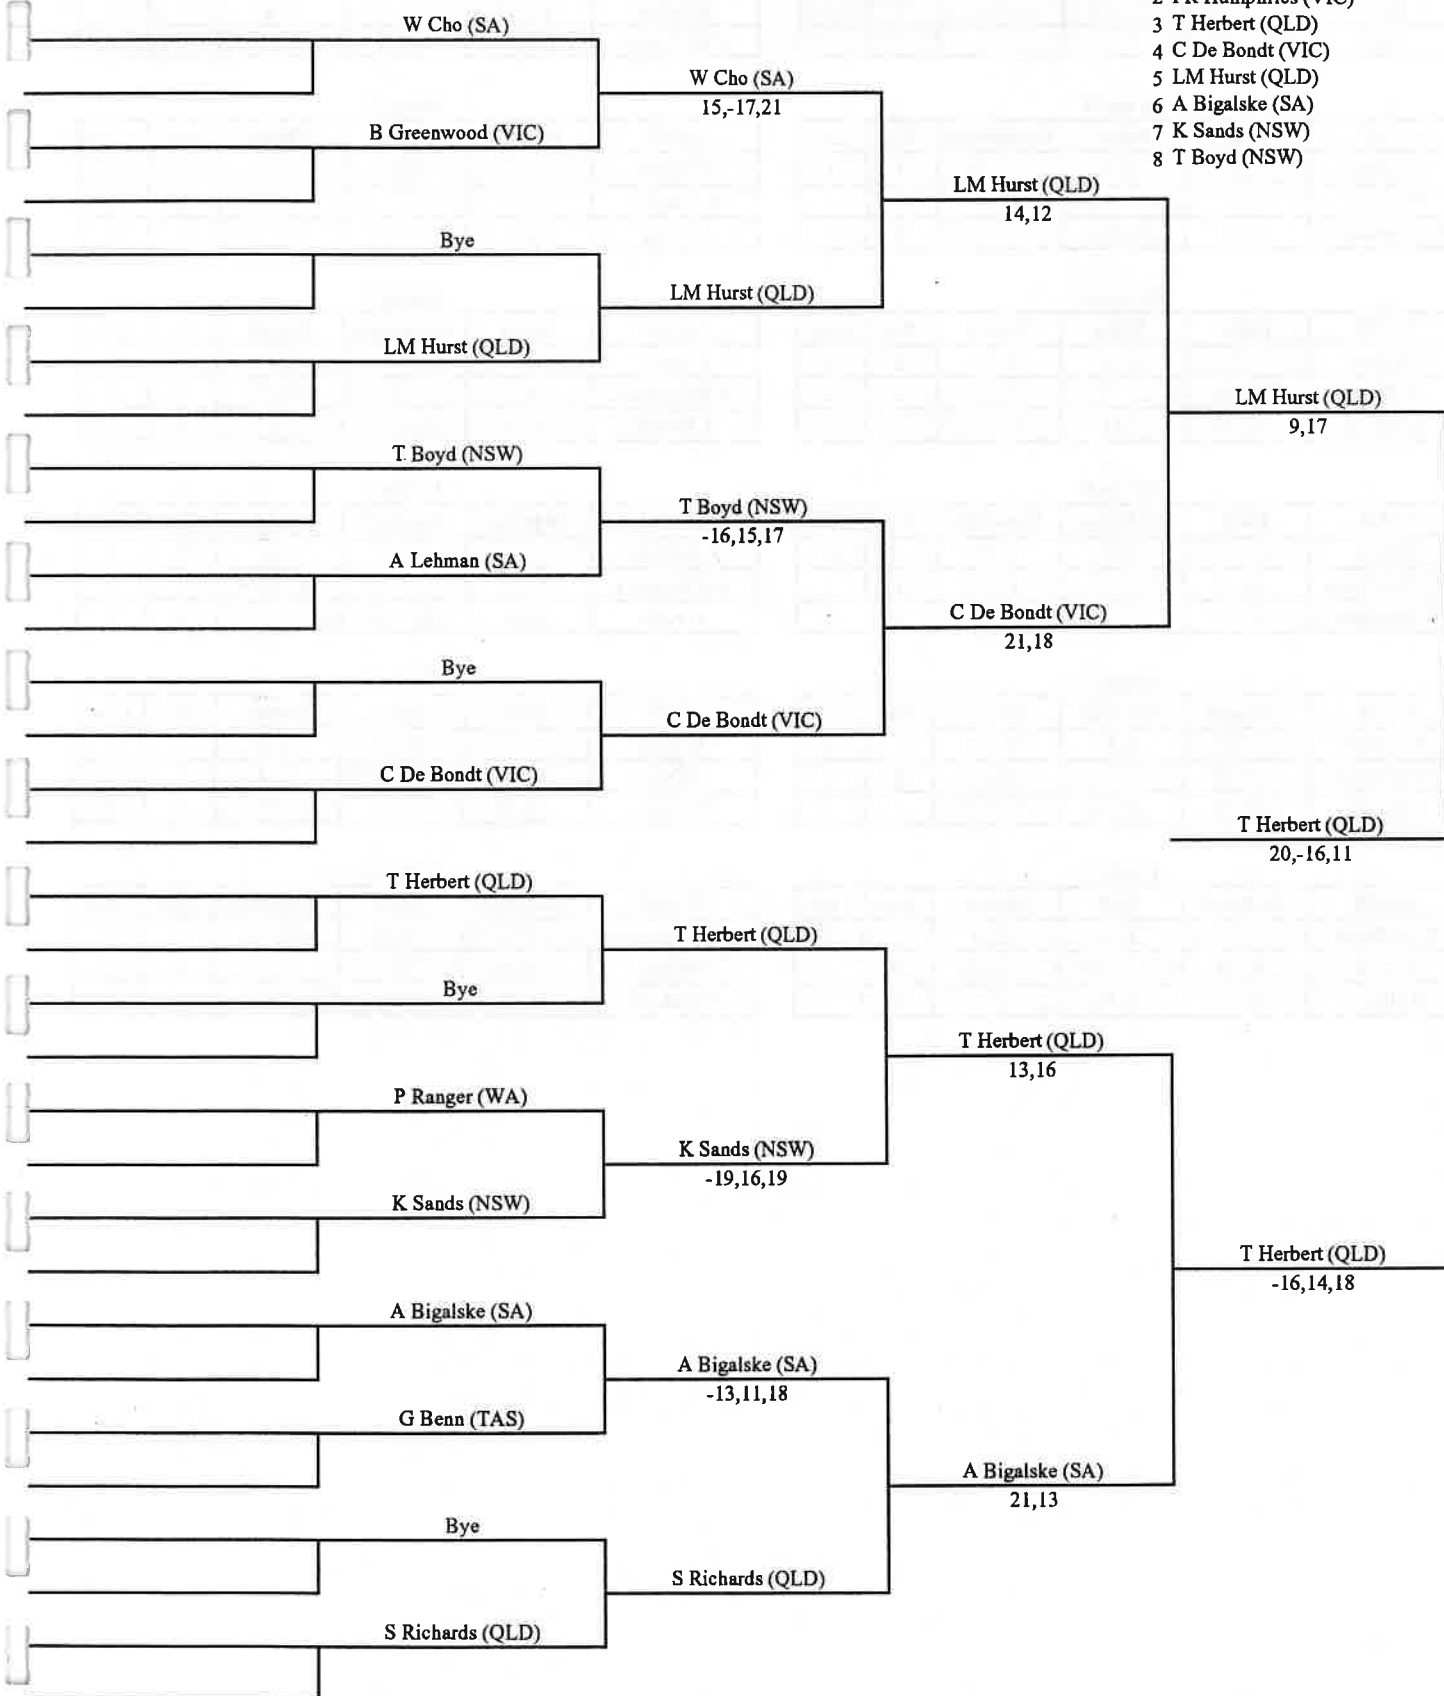 3 T Herbert (QLD)
4 C De Bondt (VIC)
5 LM Hurst (QLD)
6 A Bigalske (SA)
7 K Sands (NSW)
8 T Boyd (NSW)
W Cho (SA)
B Greenwood (VIC)
Bye
LM Hurst (QLD)
T. Boyd (NSW)
A Lehman (SA)
Bye
C De Bondt (VIC)
T Herbert (QLD)
Bye
P Ranger (WA)
K Sands (NSW)
A Bigalske (SA)
G Benn (TAS)
Bye
S Richards (QLD)
W Cho (SA)
15,-17,21
LM Hurst (QLD)
T Boyd (NSW)
-16,15,17
C De Bondt (VIC)
T Herbert (QLD)
K Sands (NSW)
-19,16,19
A Bigalske (SA)
-13,11,18
S Richards (QLD)
LM Hurst (QLD)
14,12
C De Bondt (VIC)
21,18
T Herbert (QLD)
13,16
A Bigalske (SA)
21,13
LM Hurst (QLD)
9,17
T Herbert (QLD)
20,-16,11
T Herbert (QLD)
-16,14,18